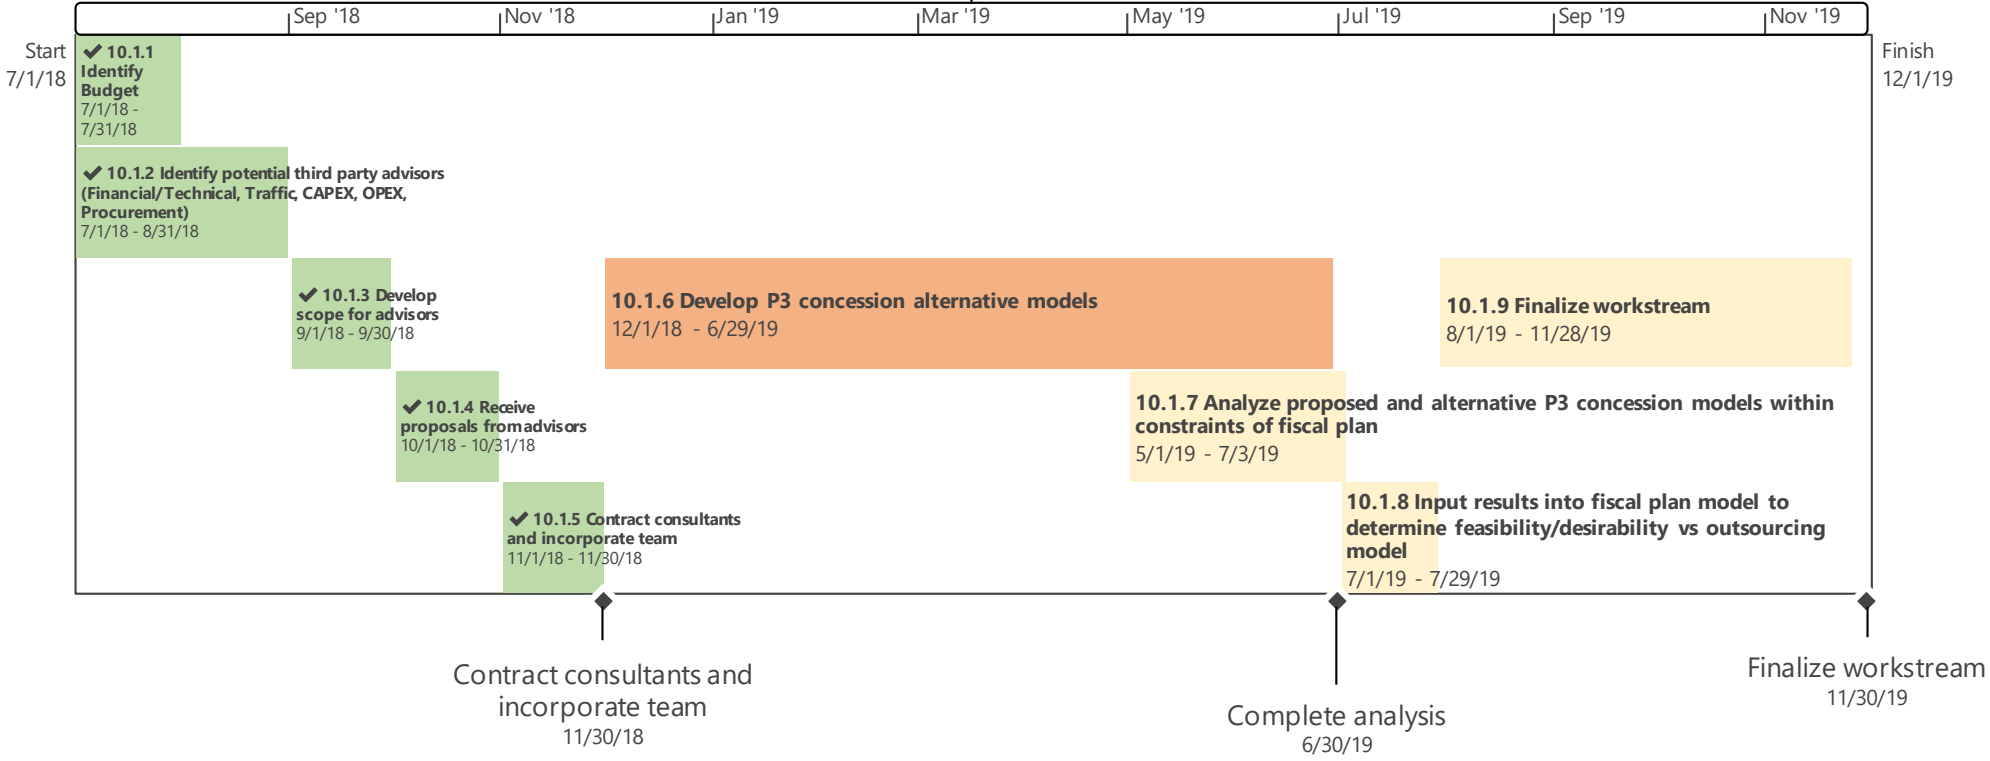 Sep '18
Nov '18
Jan '19
Mar '19
May '19
Jul '19
Sep '19
Nov '19
Start
7/1/18
Finish
12/1/19
✔ 10.1.1
Identify
Budget
7/1/18 -
7/31/18
✔ 10.1.2 Identify potential third party advisors
(Financial/Technical, Traffic, CAPEX, OPEX,
Procurement)
7/1/18 - 8/31/18
✔ 10.1.3 Develop
scope for advisors
9/1/18 - 9/30/18
10.1.6 Develop P3 concession alternative models
12/1/18 - 6/29/19
10.1.9 Finalize workstream
8/1/19 - 11/28/19
✔ 10.1.4 Receive
proposals from advisors
10/1/18 - 10/31/18
10.1.7 Analyze proposed and alternative P3 concession models within
constraints of fiscal plan
5/1/19 - 7/3/19
✔ 10.1.5 Contract consultants
and incorporate team
11/1/18 - 11/30/18
10.1.8 Input results into fiscal plan model to
determine feasibility/desirability vs outsourcing
model
7/1/19 - 7/29/19
Contract consultants and
incorporate team
11/30/18
Complete analysis
6/30/19
Finalize workstream
11/30/19